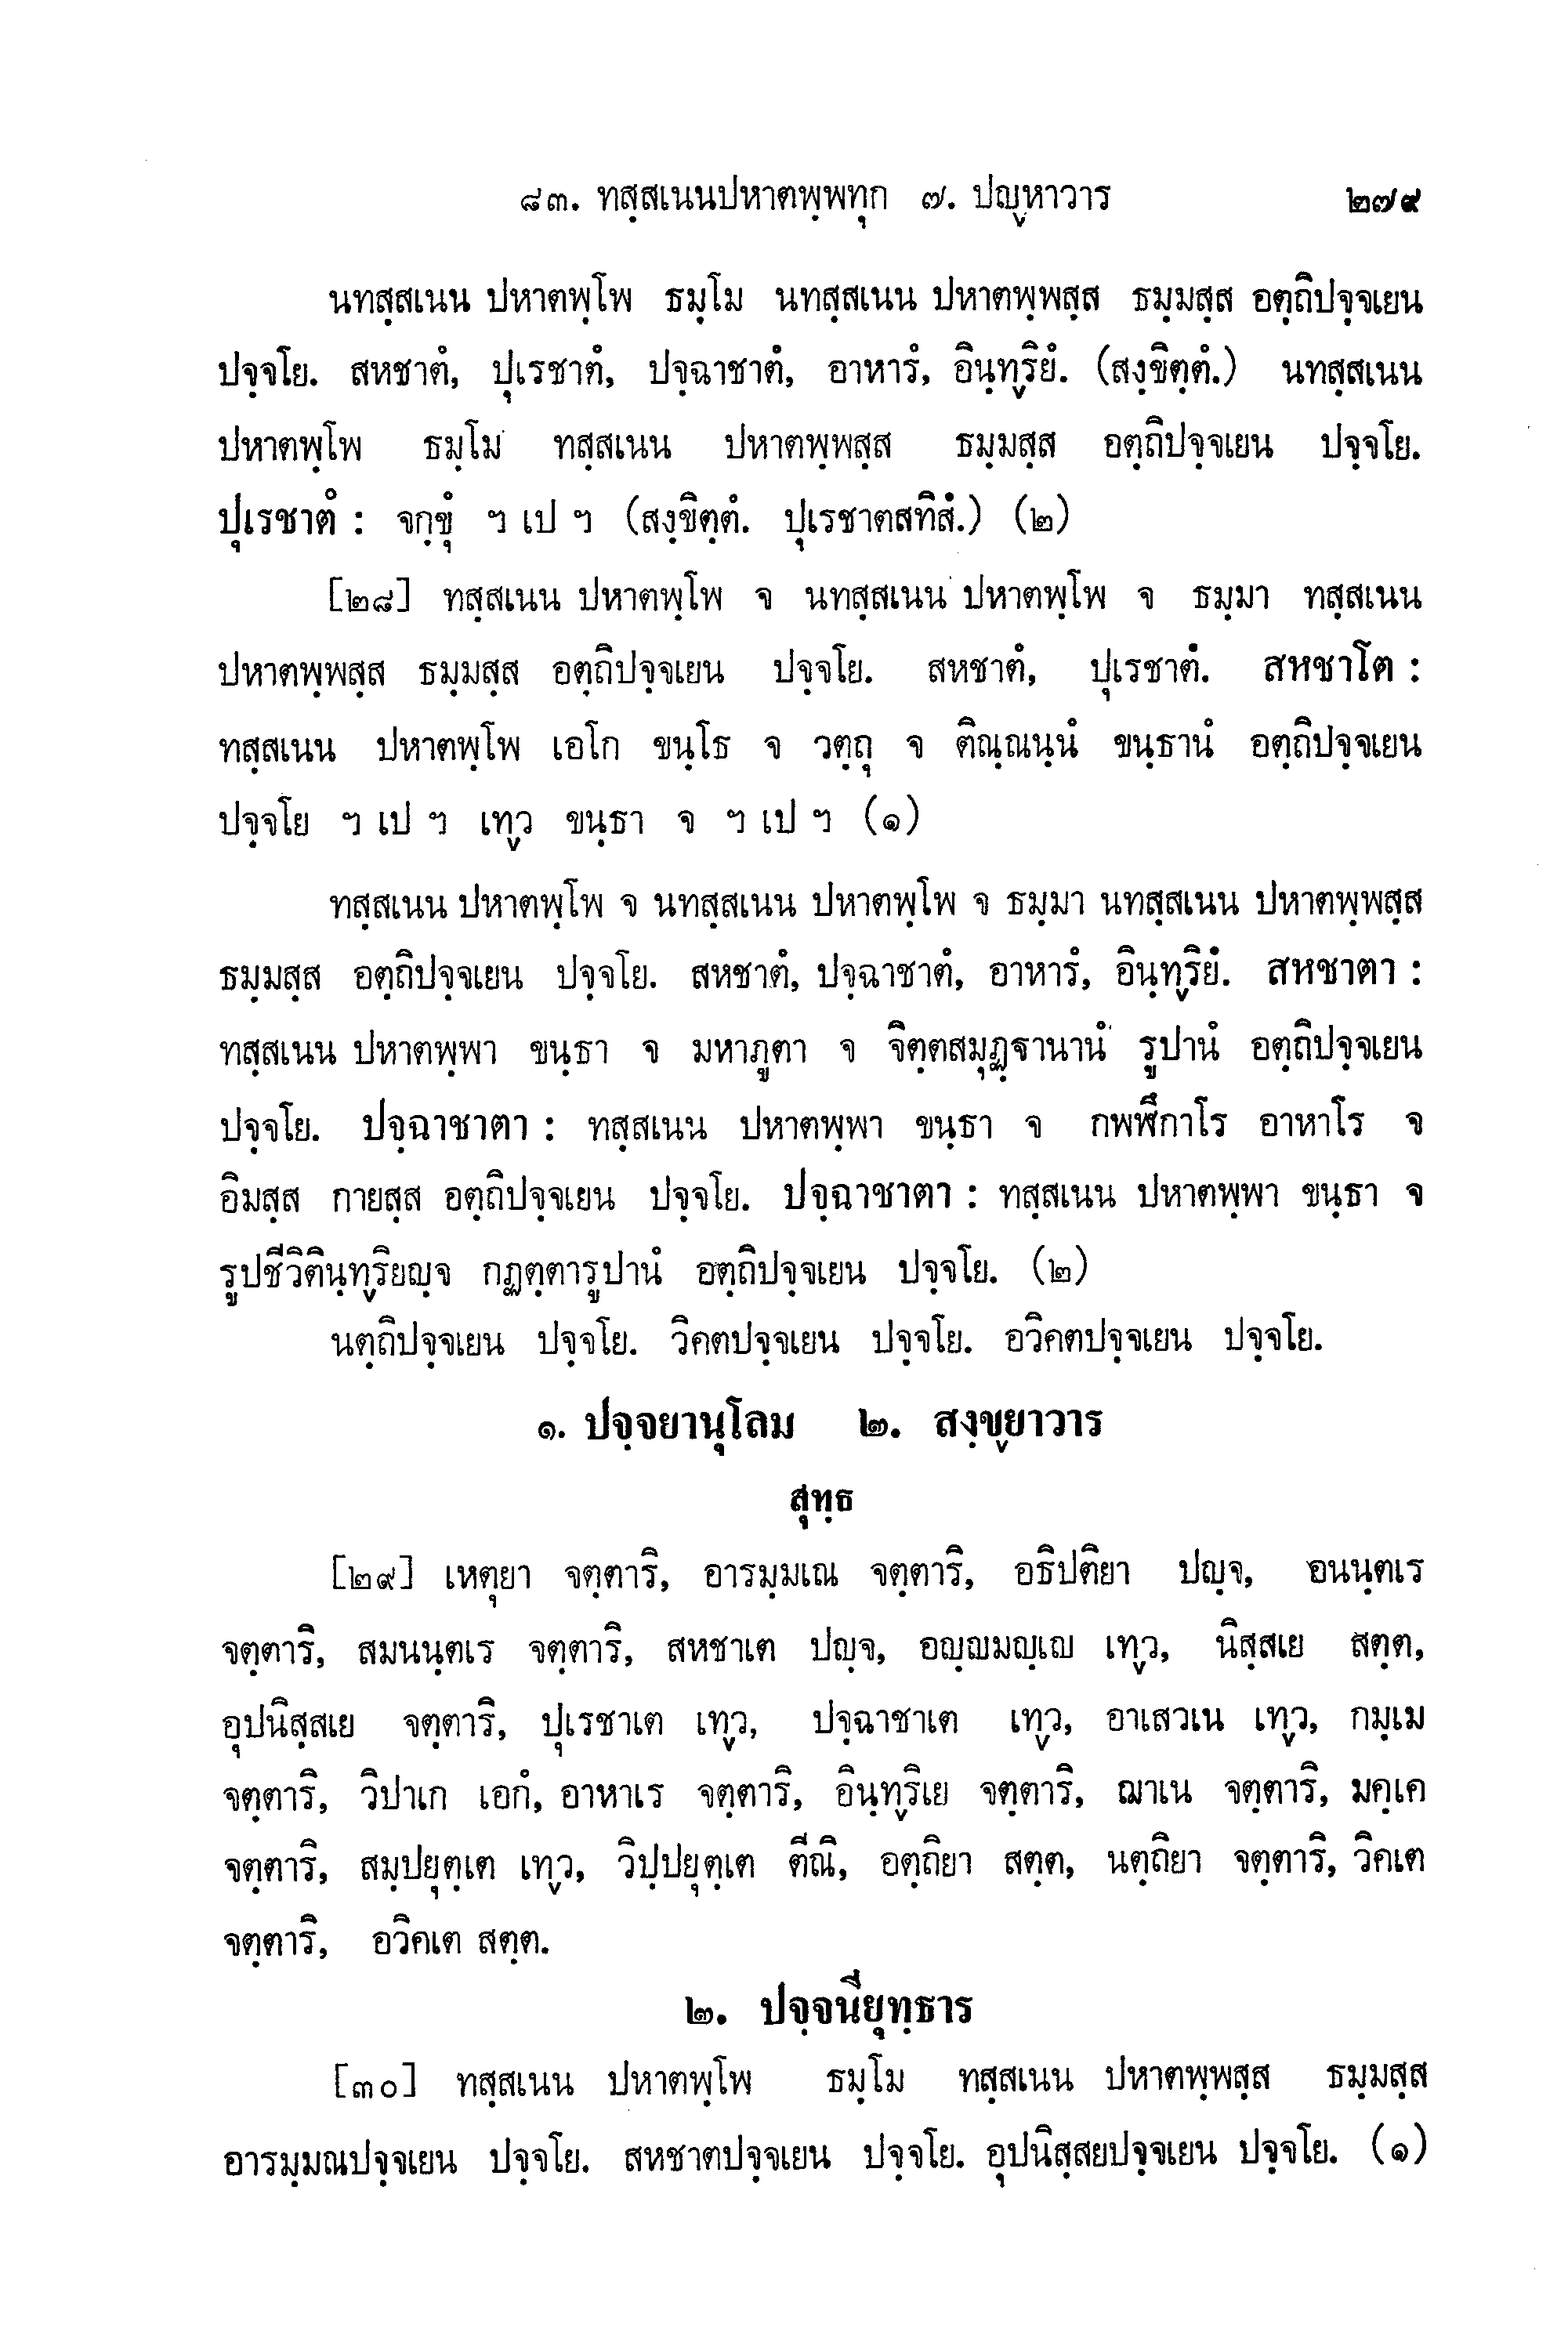 ๘๓. ทสฺสเนนปหาตพฺพทุก ๗. ปญฺหาวาร ๒๗๙
นทสฺสเนน ปหาตพฺโพ ธมฺโม นทสฺสเนน ปหาตพฺพสฺส ธมฺมสฺส อตฺถิปจฺจเยน
ปจฺจโย. สหชาตํ, ปุเรชาตํ, ปจฺฉาชาตํ, อาหารํ, อินฺทฺริยํ. (สงฺขิตฺตํ.) นทสฺสเนน
ปหาตพฺโพ ธมฺโม ทสฺสเนน ปหาตพฺพสฺส ธมฺมสฺส อตฺถิปจฺจเยน ปจฺจโย.
ปุเรชาตํ : จกฺขุํ ฯ เป ฯ (สงฺขิตฺตํ. ปุเรชาตสทิสํ.) (๒)
[๒๘] ทสฺสเนน ปหาตพฺโพ จ นทสฺสเนน ปหาตพฺโพ จ ธมฺมา ทสฺสเนน
ปหาตพฺพสฺส ธมฺมสฺส อตฺถิปจฺจเยน ปจฺจโย. สหชาตํ, ปุเรชาตํ. สหชาโต :
ทสฺสเนน ปหาตพฺโพ เอโก ขนฺโธ จ วตฺถุ จ ติณฺณนฺนํ ขนฺธานํ อตฺถิปจฺจเยน
ปจฺจโย ฯ เป ฯ เทฺว ขนฺธา จ ฯ เป ฯ (๑)
ทสฺสเนน ปหาตพฺโพ จ นทสฺสเนน ปหาตพฺโพ จ ธมฺมา นทสฺสเนน ปหาตพฺพสฺส
ธมฺมสฺส อตฺถิปจฺจเยน ปจฺจโย. สหชาตํ, ปจฺฉาชาตํ, อาหารํ, อินฺทฺริยํ. สหชาตา :
ทสฺสเนน ปหาตพฺพา ขนฺธา จ มหาภูตา จ จิตฺตสมุฏฺฐานานํ รูปานํ อตฺถิปจฺจเยน
ปจฺจโย. ปจฺฉาชาตา : ทสฺสเนน ปหาตพฺพา ขนฺธา จ กพฬีกาโร อาหาโร จ
อิมสฺส กายสฺส อตฺถิปจฺจเยน ปจฺจโย. ปจฺฉาชาตา : ทสฺสเนน ปหาตพฺพา ขนฺธา จ
รูปชีวิตินฺทฺริยญฺจ กฏตฺตารูปานํ อตฺถิปจฺจเยน ปจฺจโย. (๒)
นตฺถิปจฺจเยน ปจฺจโย. วิคตปจฺจเยน ปจฺจโย. อวิคตปจฺจเยน ปจฺจโย.
๑. ปจฺจยานุโลม ๒. สงฺขฺยาวาร
สุทฺธ
[๒๙] เหตุยา จตฺตาริ, อารมฺมเณ จตฺตาริ, อธิปติยา ปญฺจ, อนนฺตเร
จตฺตาริ, สมนนฺตเร จตฺตาริ, สหชาเต ปญฺจ, อญฺญมญฺเญ เทฺว, นิสฺสเย สตฺต,
อุปนิสฺสเย จตฺตาริ, ปุเรชาเต เทฺว, ปจฺฉาชาเต เทฺว, อาเสวเน เทฺว, กมฺเม
จตฺตาริ, วิปาเก เอกํ, อาหาเร จตฺตาริ, อินฺทฺริเย จตฺตาริ, ฌาเน จตฺตาริ, มคฺเค
จตฺตาริ, สมฺปยุตฺเต เทฺว, วิปฺปยุตฺเต ตีณิ, อตฺถิยา สตฺต, นตฺถิยา จตฺตาริ, วิคเต
จตฺตาริ, อวิคเต สตฺต.
๒. ปจฺจนียุทฺธาร
[๓๐] ทสฺสเนน ปหาตพฺโพ ธมฺโม ทสฺสเนน ปหาตพฺพสฺส ธมฺมสฺส
อารมฺมณปจฺจเยน ปจฺจโย. สหชาตปจฺจเยน ปจฺจโย. อุปนิสฺสยปจฺจเยน ปจฺจโย. (๑)